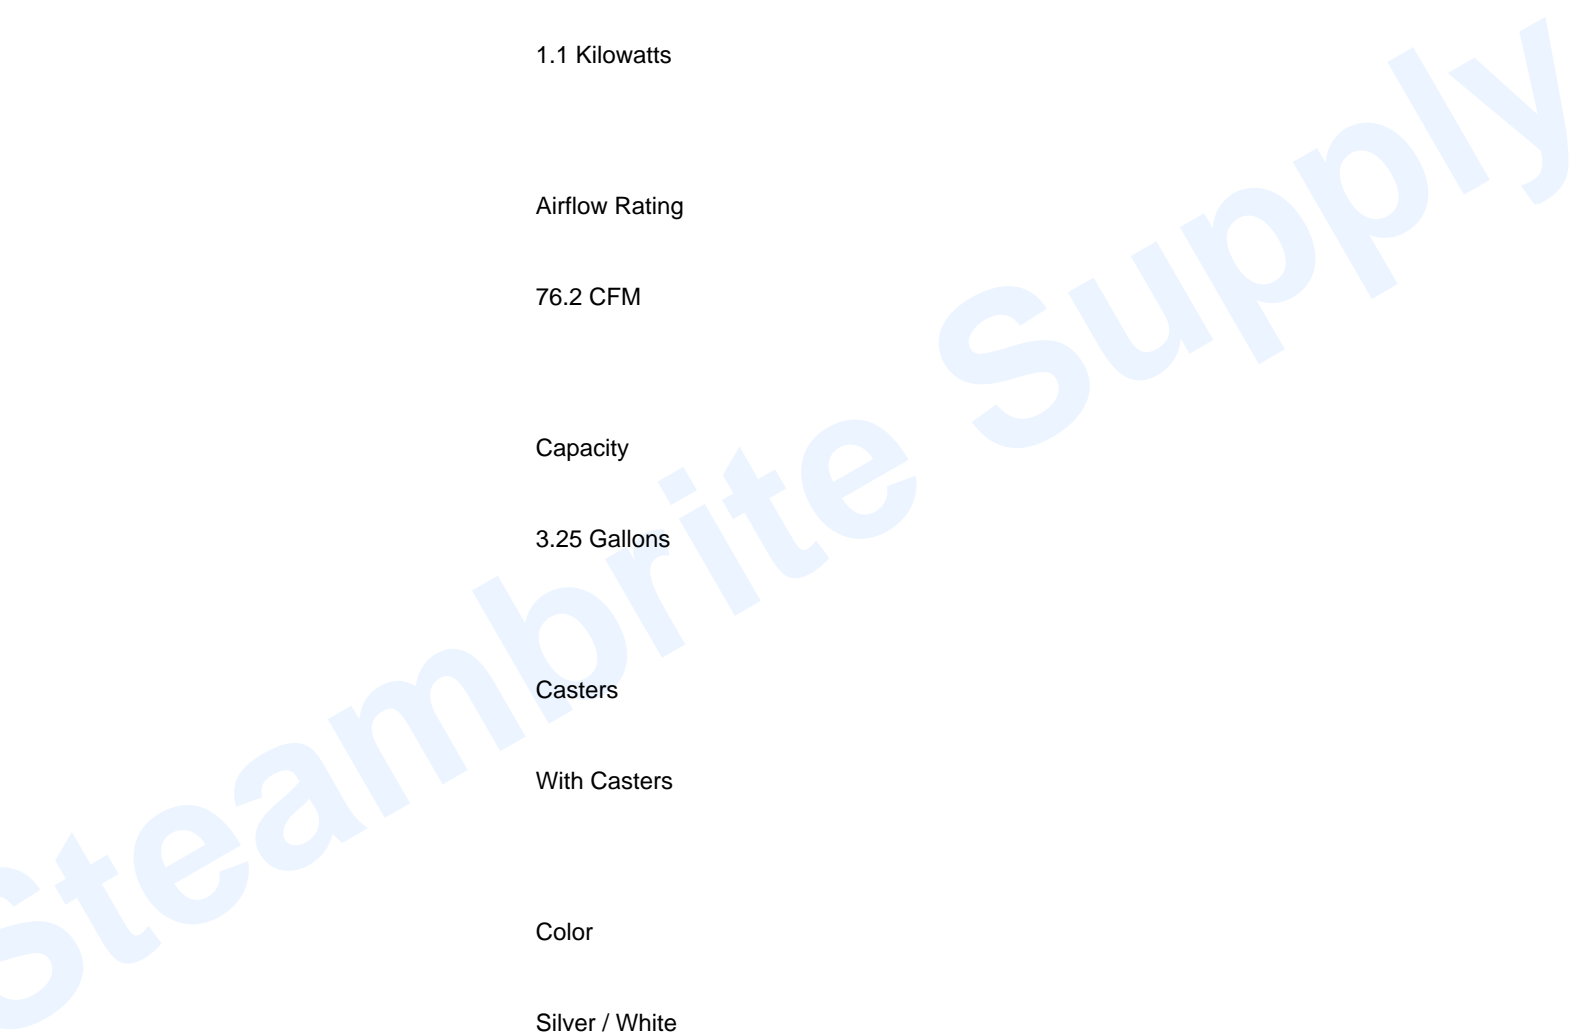 1.1 Kilowatts
Airflow Rating
76.2 CFM
Capacity
3.25 Gallons
Casters
With Casters
Color
Silver / White
Steambrite Supply